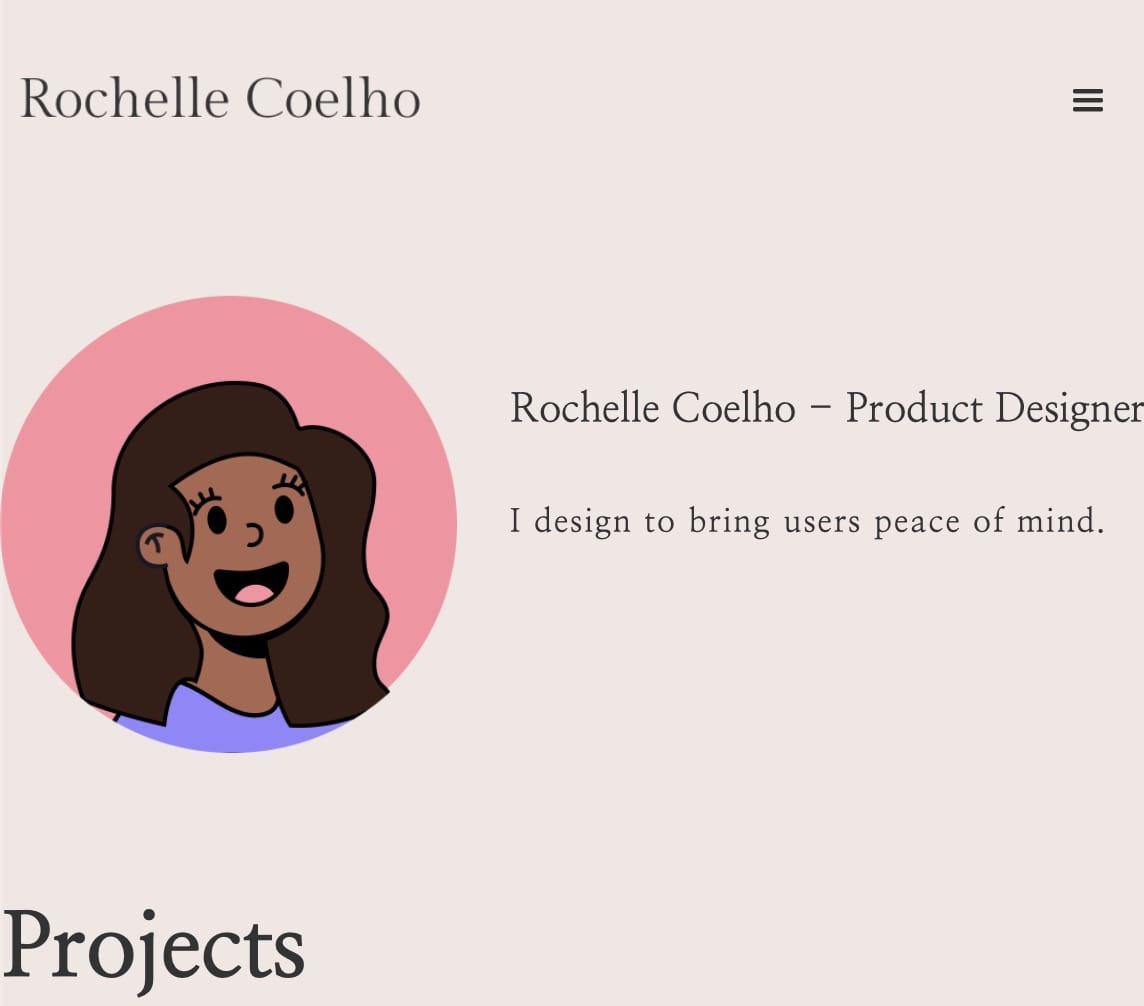 Rochelle Coelho
Rochelle Coelho – Product Designer
I design to bring users peace of mind.
Projects